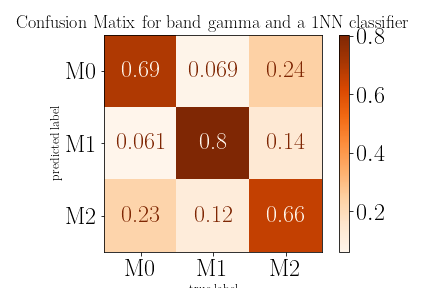 Confusion Matix for band gamma and a 1NN classifier
M0 0.69 0.069 0.24
M1 0.061 0.8 0.14
M2 0.23 0.12 0.66
M0 M1 M2
predicted label
true label
0.8
0.6
0.4
0.2